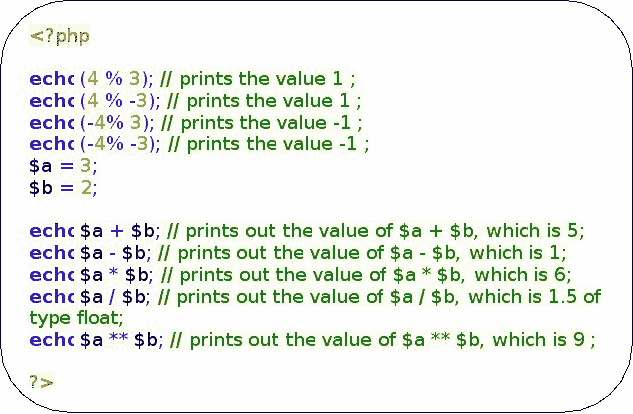 <?php
echo (4 % 3); // prints the value 1 ;
echo (4 % -3); // prints the value 1 ;
echo (-4% 3); // prints the value -1 ;
echo (-4% -3); // prints the value -1 ;
$a = 3;
$b = 2;
echo $a + $b; // prints out the value of $a + $b, which is 5;
echo $a - $b; // prints out the value of $a - $b, which is 1;
echo $a * $b; // prints out the value of $a * $b, which is 6;
echo $a / $b; // prints out the value of $a / $b, which is 1.5 of
type float;
echo $a ** $b; // prints out the value of $a ** $b, which is 9 ;
?>